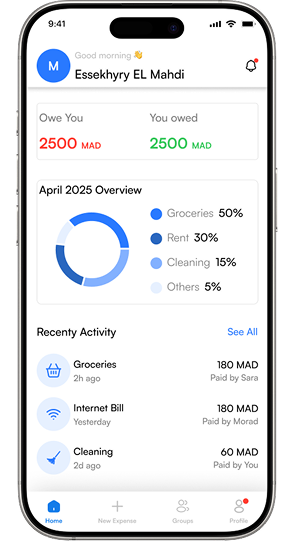 9:41
M
Good morning 👋
Essekhyry EL Mahdi
Owe You
You owed
2500 MAD
2500 MAD
April 2025 Overview
Groceries 50%
Rent 30%
Cleaning 15%
Others 5%
Recenty Activity
See All
Groceries
180 MAD
2h ago
Paid by Sara
Internet Bill
180 MAD
Yesterday
Paid by Morad
Cleaning
60 MAD
2d ago
Paid by You
Home
New Expense
Groups
Profile